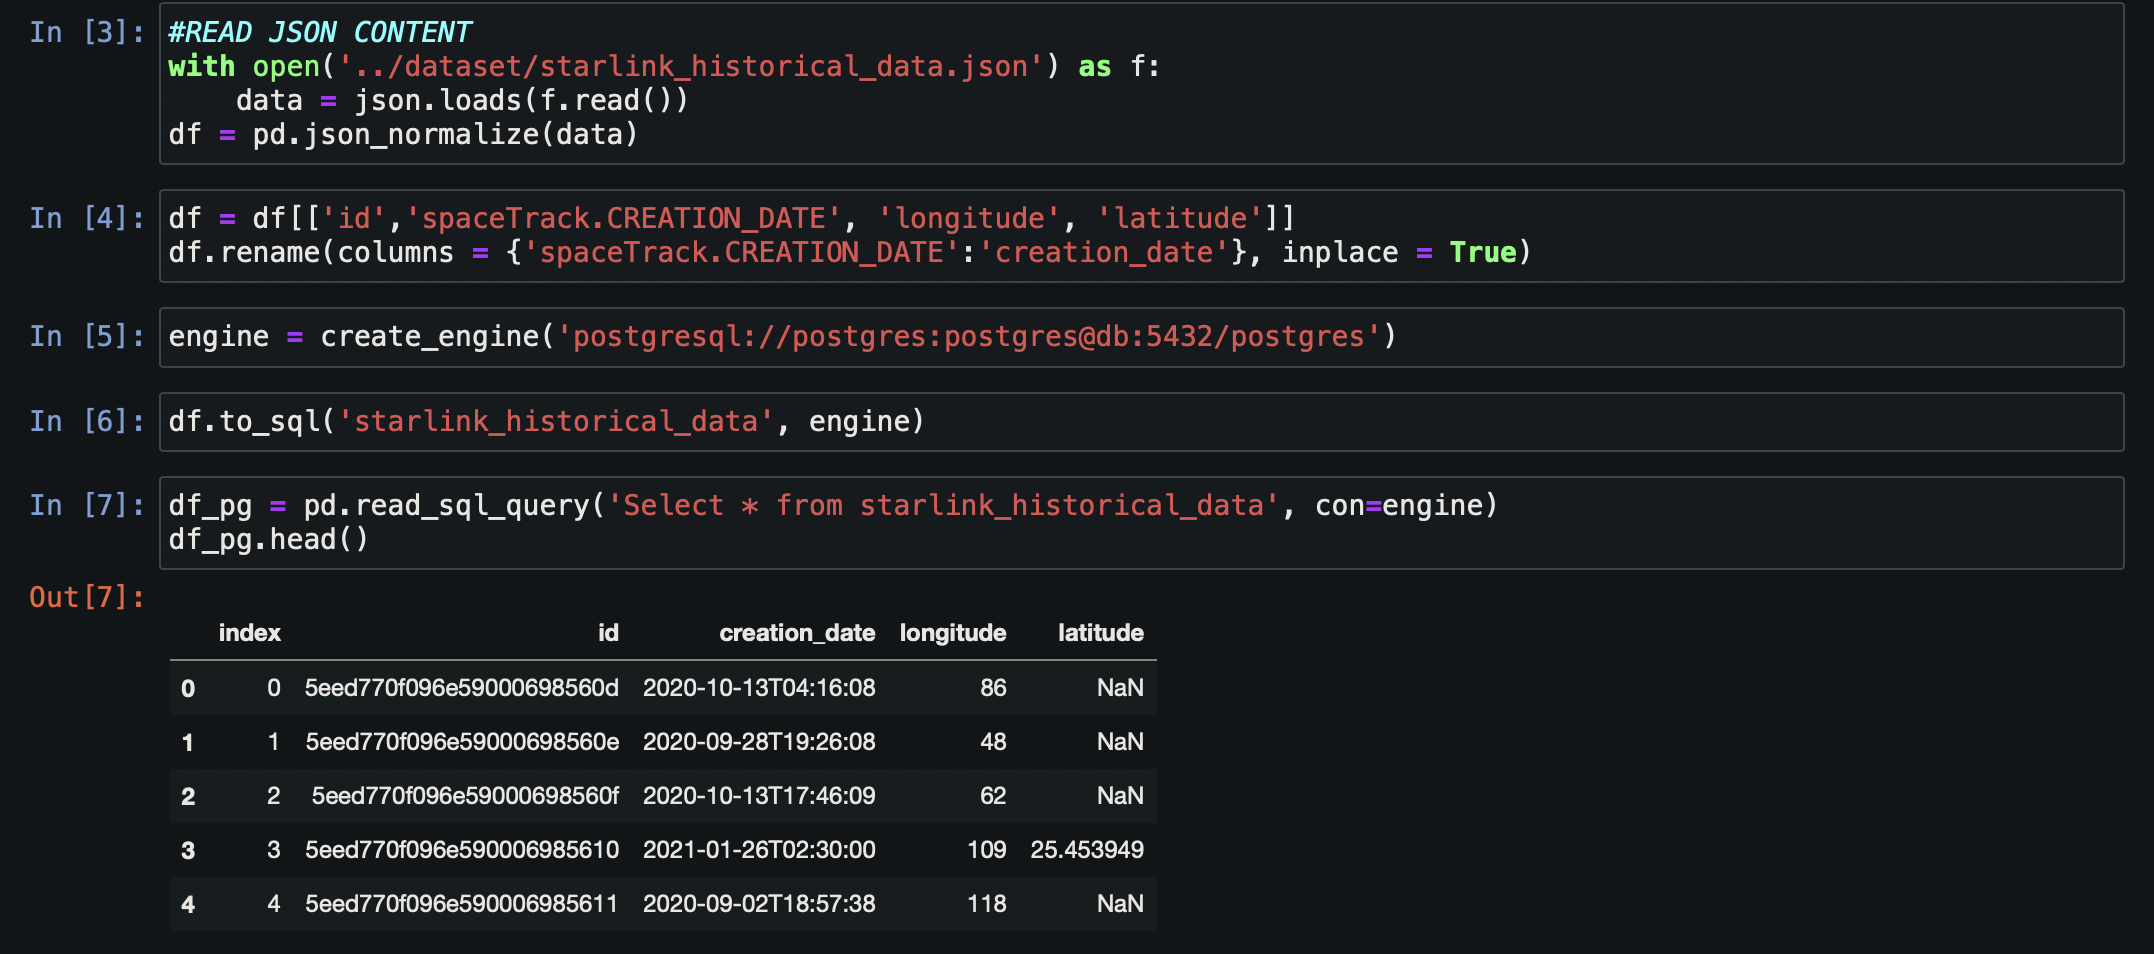 In [3]: #READ JSON CONTENT
with open('../dataset/starlink_historical_data.json') as f:
    data = json.loads(f.read())
df = pd.json_normalize(data)
In [4]: df = df[['id','spaceTrack.CREATION_DATE', 'longitude', 'latitude']]
df.rename(columns = {'spaceTrack.CREATION_DATE':'creation_date'}, inplace = True)
In [5]: engine = create_engine('postgresql://postgres:postgres@db:5432/postgres')
In [6]: df.to_sql('starlink_historical_data', engine)
In [7]: df_pg = pd.read_sql_query('Select * from starlink_historical_data', con=engine)
df_pg.head()
Out[7]:
index id creation_date longitude latitude
0 0 5eed770f096e59000698560d 2020-10-13T04:16:08 86 NaN
1 1 5eed770f096e59000698560e 2020-09-28T19:26:08 48 NaN
2 2 5eed770f096e59000698560f 2020-10-13T17:46:09 62 NaN
3 3 5eed770f096e590006985610 2021-01-26T02:30:00 109 25.453949
4 4 5eed770f096e590006985611 2020-09-02T18:57:38 118 NaN